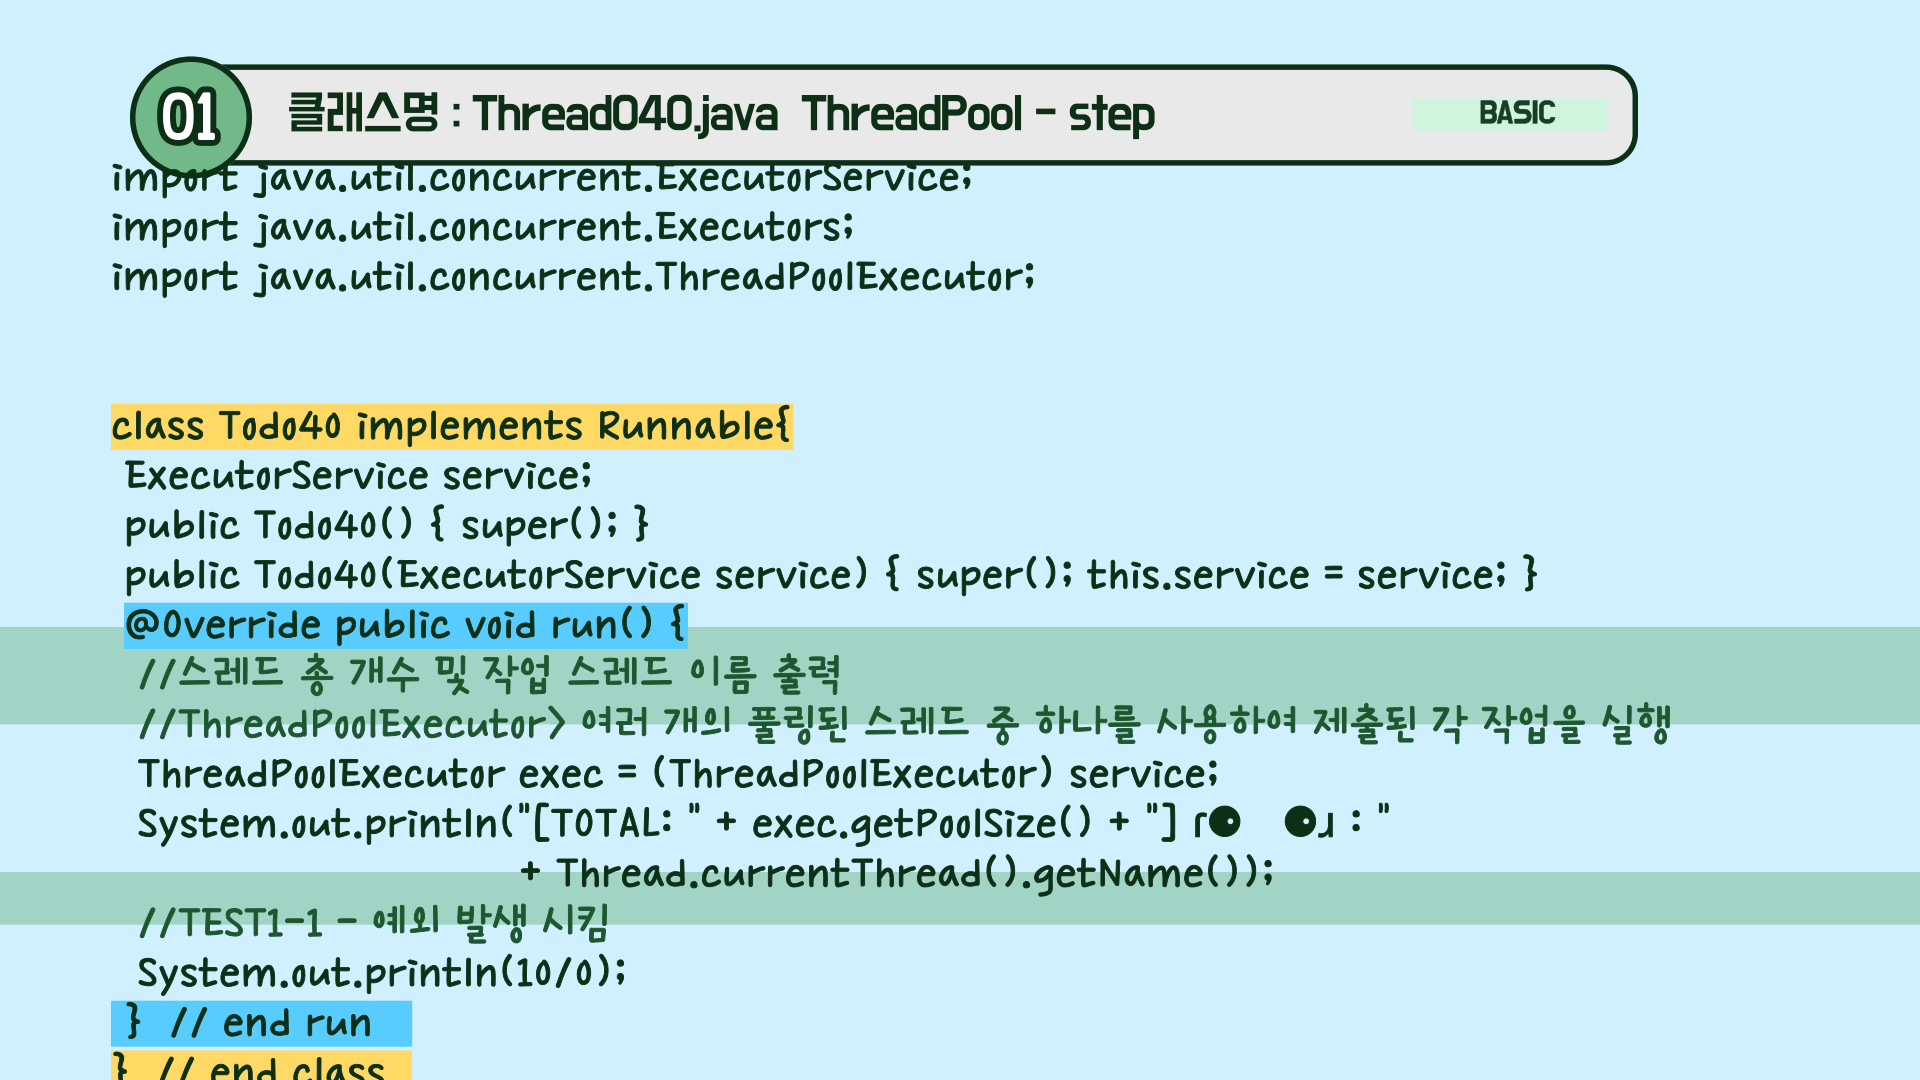 01
클래스명 : Thread040.java  ThreadPool - step
BASIC
import java.util.concurrent.ExecutorService;
import java.util.concurrent.Executors;
import java.util.concurrent.ThreadPoolExecutor;
class Todo40 implements Runnable{
ExecutorService service;
public Todo40() { super(); }
public Todo40(ExecutorService service) { super(); this.service = service; }
@Override public void run() {
//스레드 총 개수 및 작업 스레드 이름 출력
//ThreadPoolExecutor> 여러 개의 풀링된 스레드 중 하나를 사용하여 제출된 각 작업을 실행
ThreadPoolExecutor exec = (ThreadPoolExecutor) service;
System.out.println("[TOTAL: " + exec.getPoolSize() + "] ╭⚈   ⚈╯ : "
+ Thread.currentThread().getName());
//TEST1-1 - 예외 발생 시킴
System.out.println(10/0);
} // end run
} // end class